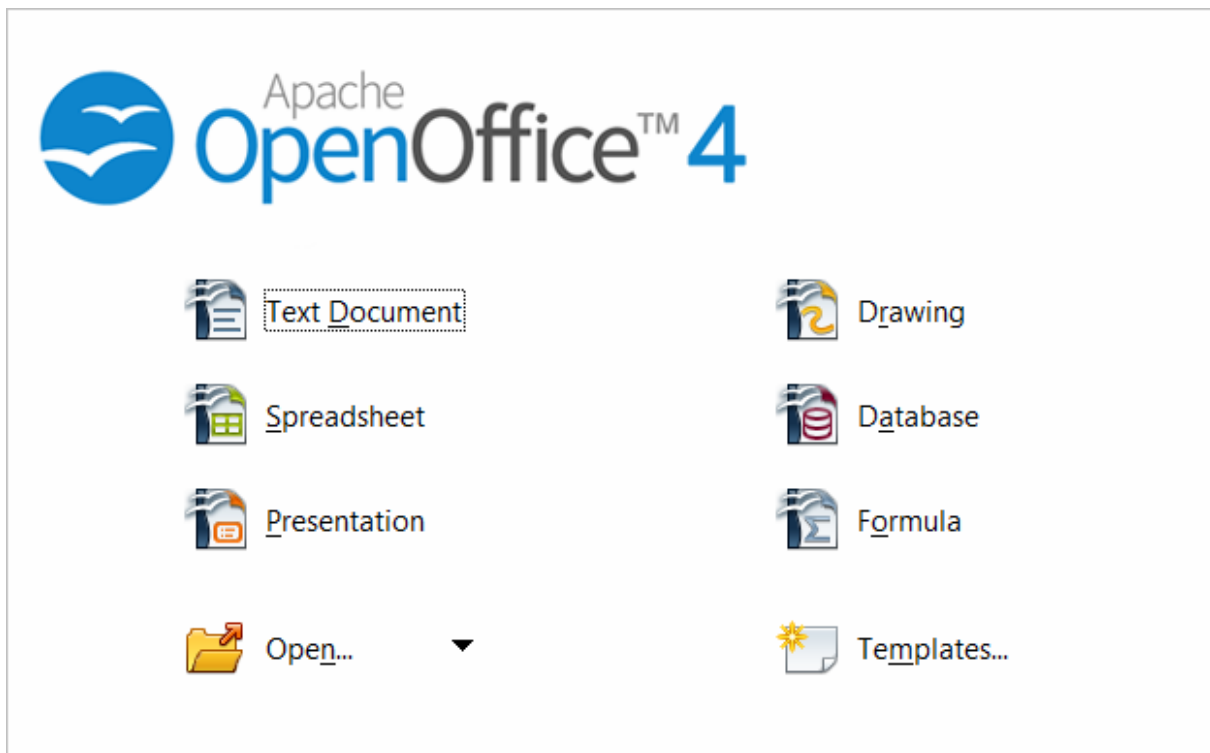 Apache
OpenOffice™ 4
Text Document
Drawing
Spreadsheet
Database
Presentation
Formula
Open...
Templates...